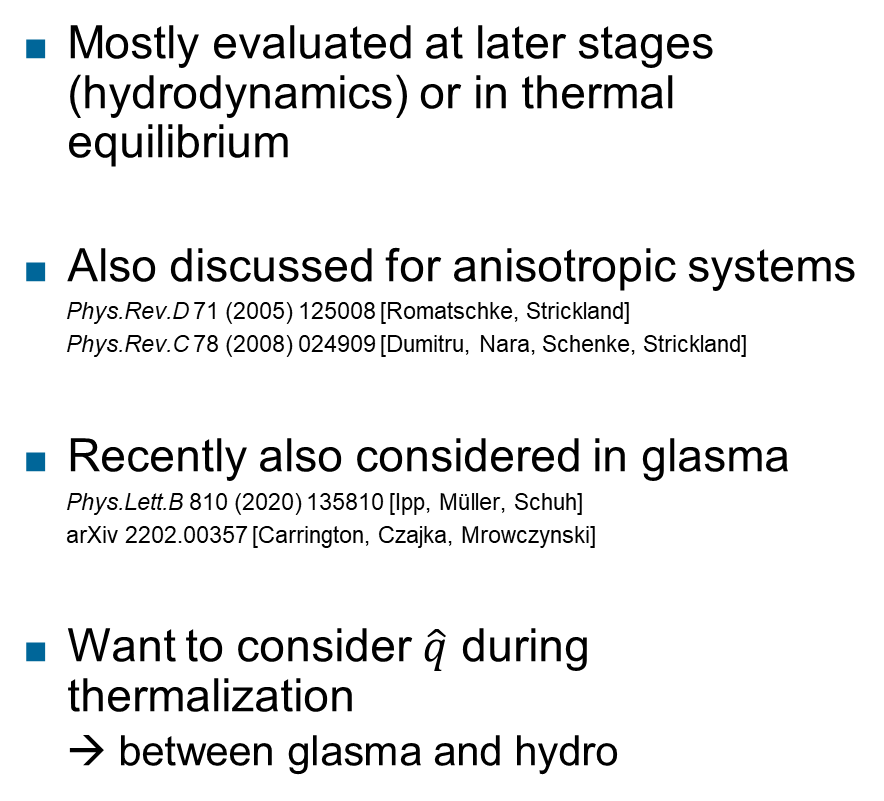 ■ Mostly evaluated at later stages
(hydrodynamics) or in thermal
equilibrium
■ Also discussed for anisotropic systems
Phys.Rev.D 71 (2005) 125008 [Romatschke, Strickland]
Phys.Rev.C 78 (2008) 024909 [Dumitru, Nara, Schenke, Strickland]
■ Recently also considered in glasma
Phys.Lett.B 810 (2020) 135810 [Ipp, Müller, Schuh]
arXiv 2202.00357 [Carrington, Czajka, Mrowczynski]
■ Want to consider q̂ during
thermalization
→ between glasma and hydro